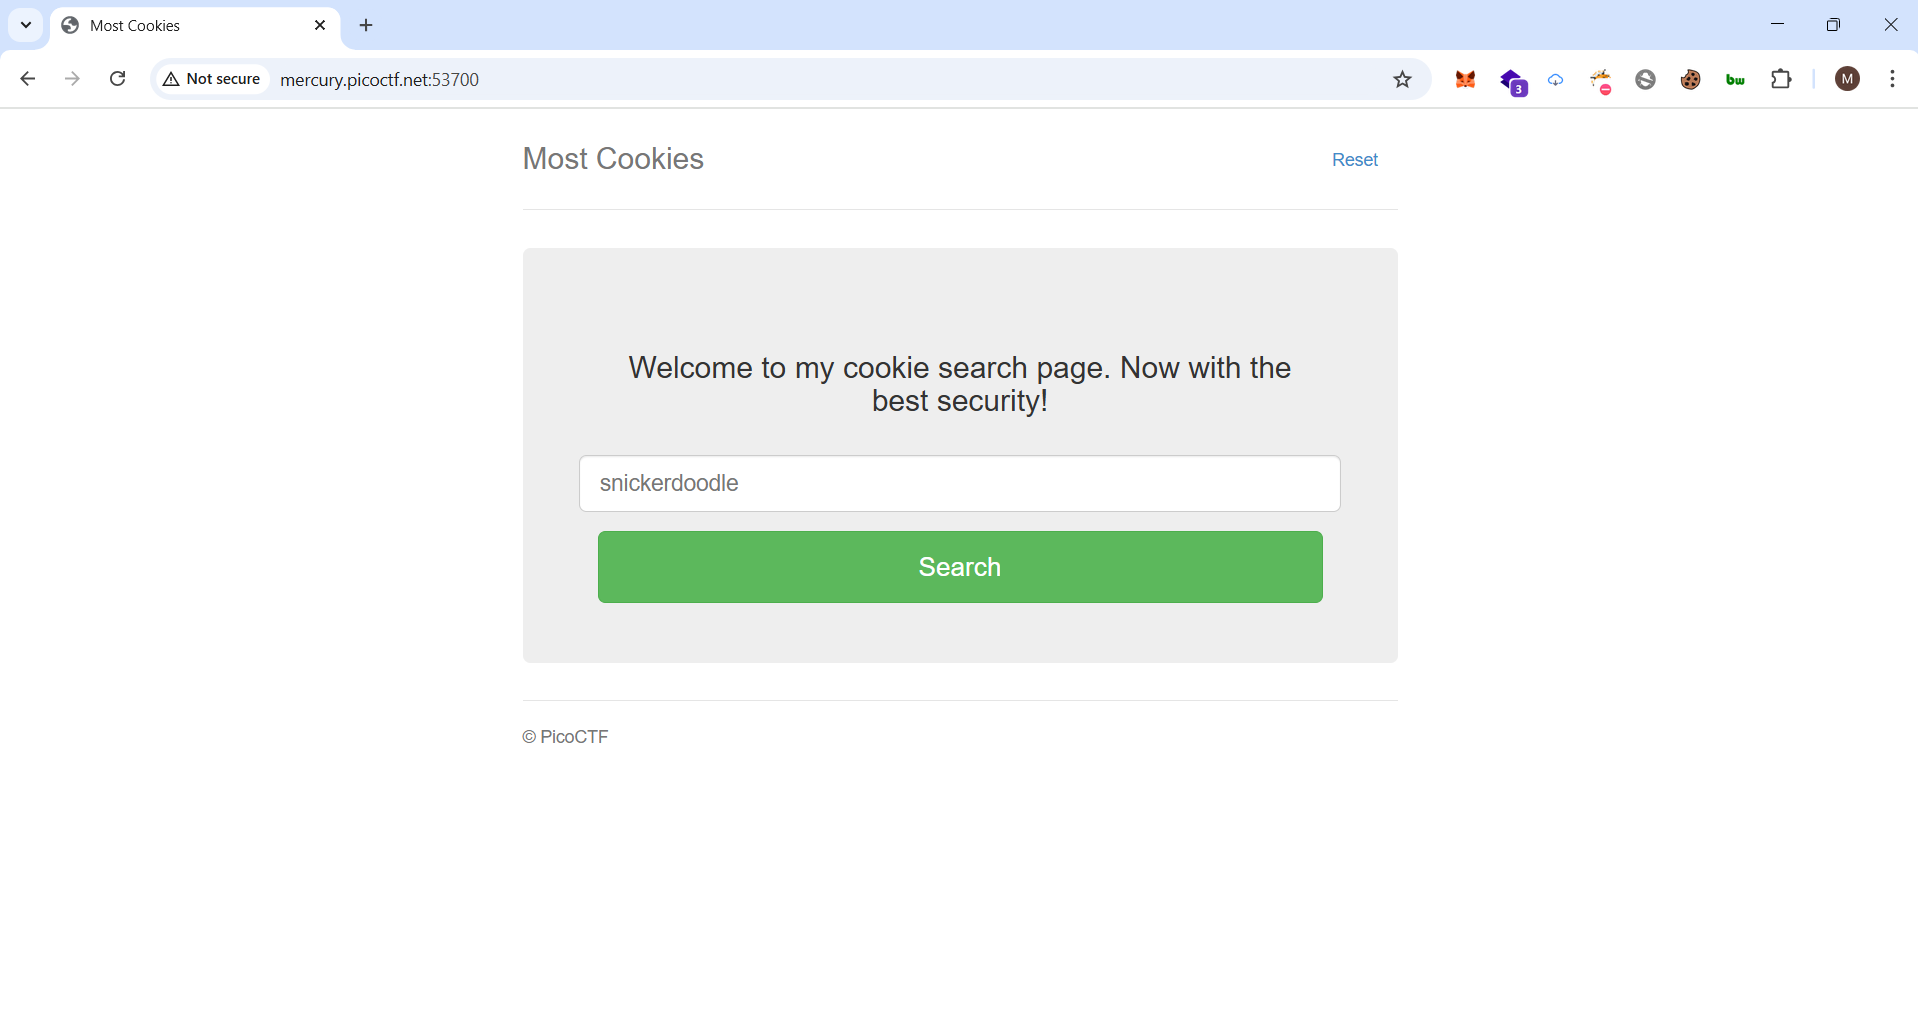 Most Cookies
Not secure mercury.picoctf.net:53700 3 bw M
Most Cookies Reset
Welcome to my cookie search page. Now with the
best security!
snickerdoodle
Search
© PicoCTF